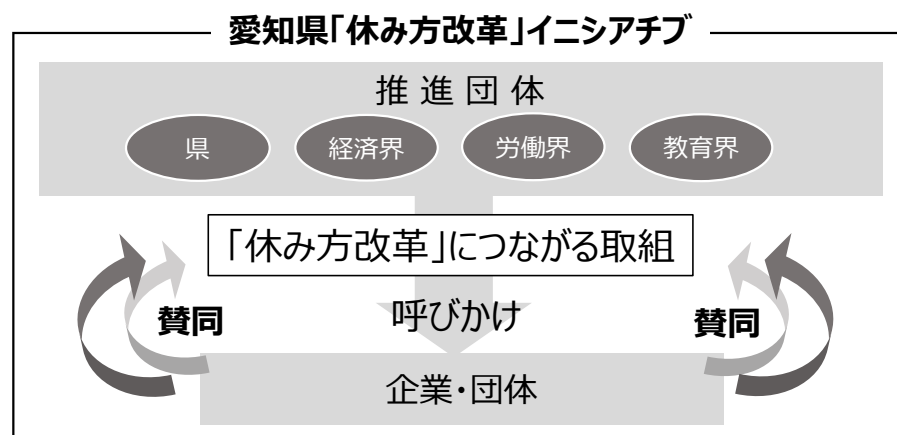 愛知県「休み方改革」イニシアチブ
推進団体
県 経済界 労働界 教育界
「休み方改革」につながる取組
賛同 呼びかけ 賛同
企業・団体